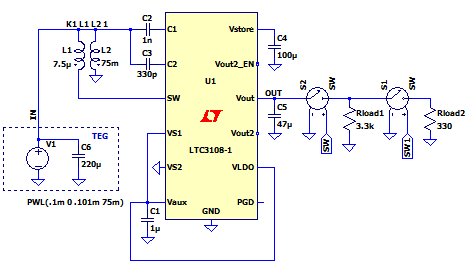 K1 L1 L2 1
C2
1n
C1
Vstore
C4
100µ
L1
7.5µ
L2
75m
C3
330p
C2
Vout2_EN
U1
SW
Vout
OUT
S2
SW
S1
SW
C5
47µ
Rload1
3.3k
Rload2
330
SW
SW1
IN
TEG
V1
C6
220µ
PWL(.1m 0 .101m 75m)
VS1
LTC3108-1
Vout2
VS2
VLDO
Vaux
PGD
GND
C1
1µ